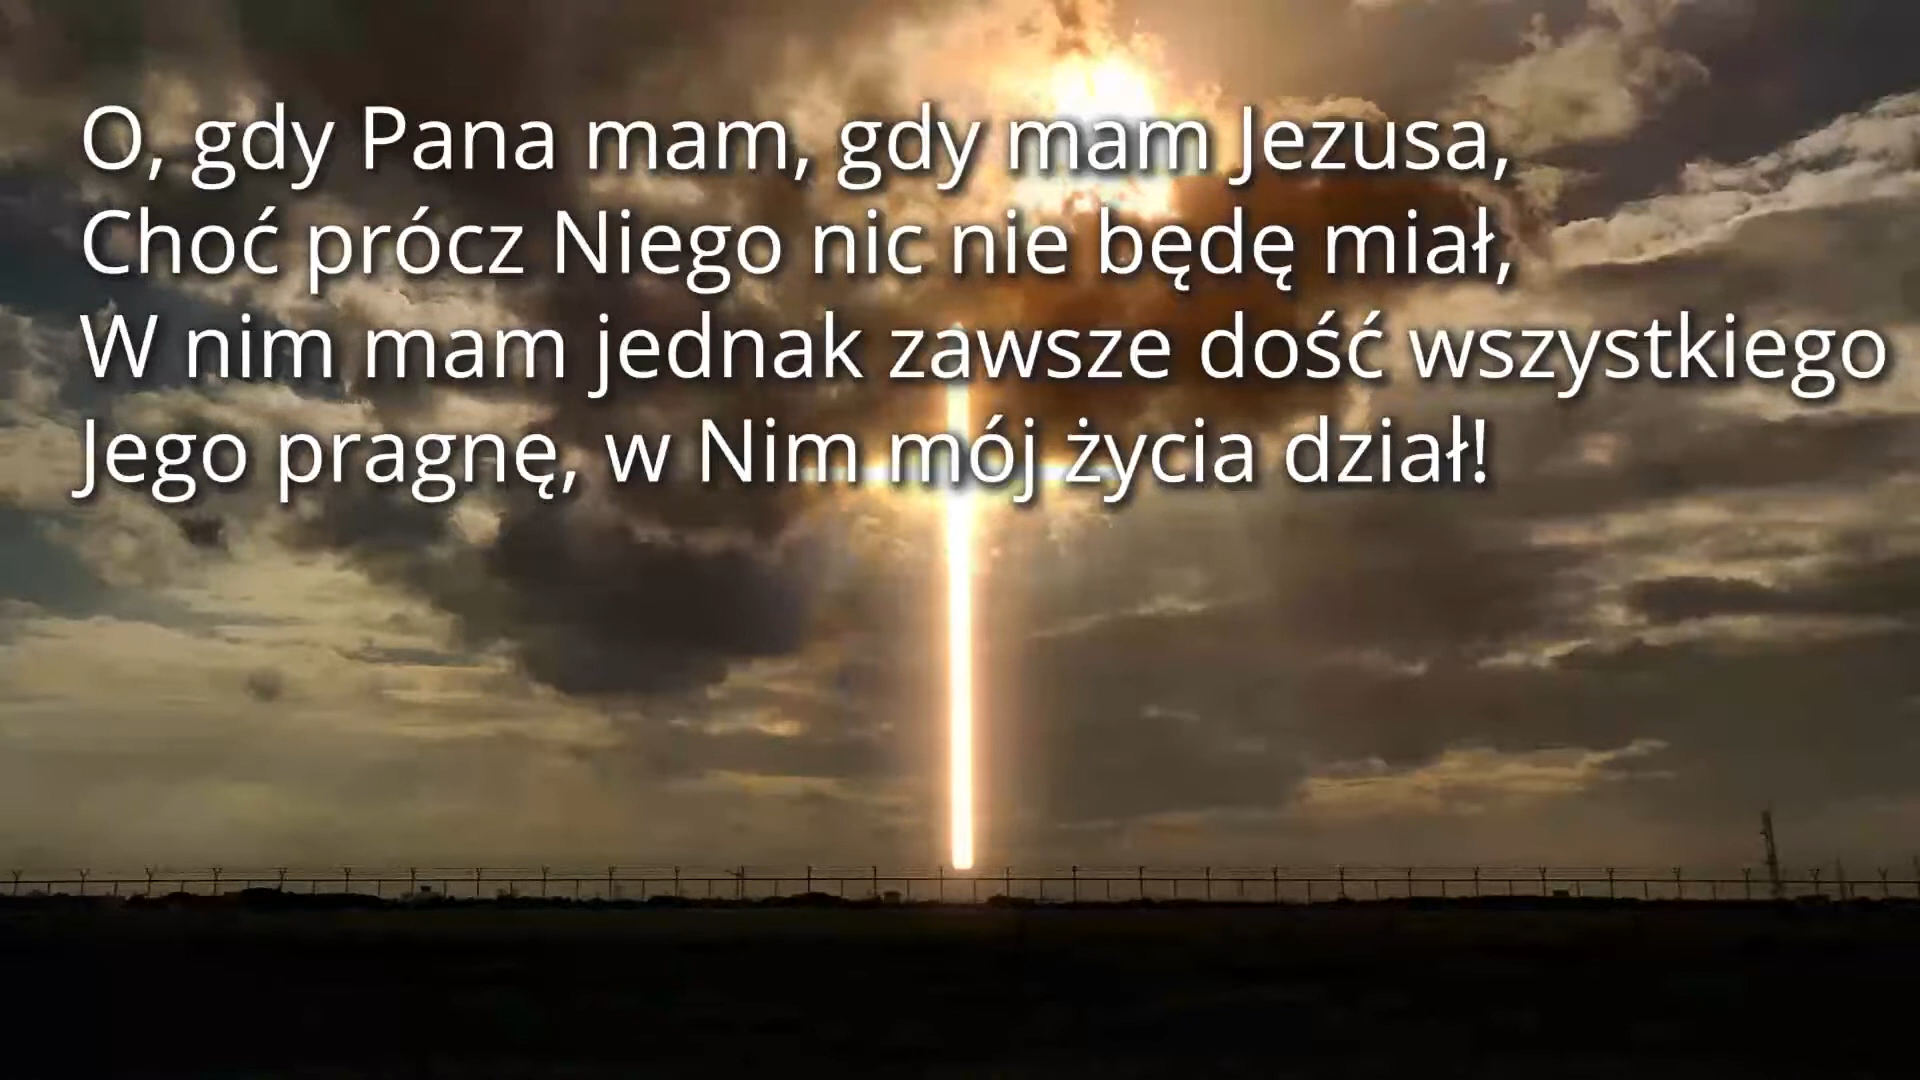 O, gdy Pana mam, gdy mam Jezusa,
Choć prócz Niego nic nie będę miał,
W nim mam jednak zawsze dość wszystkiego
Jego pragnę, w Nim mój życia dział!